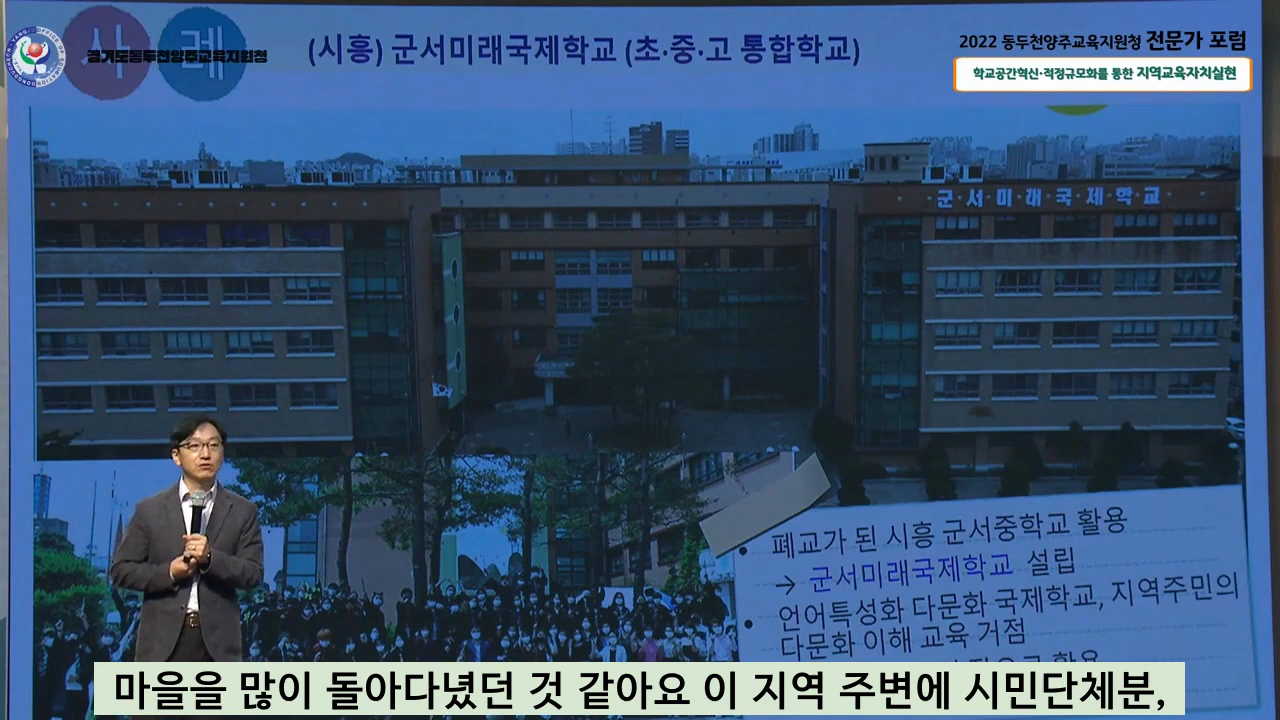 사례
경기도동두천양주교육지원청
(시흥) 군서미래국제학교 (초·중·고 통합학교)
2022 동두천양주교육지원청 전문가 포럼
학교공간혁신·적정규모화를 통한 지역교육자치실현
군·서·미·래·국·제·학·교
• 폐교가 된 시흥 군서중학교 활용
→ 군서미래국제학교 설립
• 언어특성화 다문화 국제학교, 지역주민의
다문화 이해 교육 거점
활용
마을을 많이 돌아다녔던 것 같아요 이 지역 주변에 시민단체분,